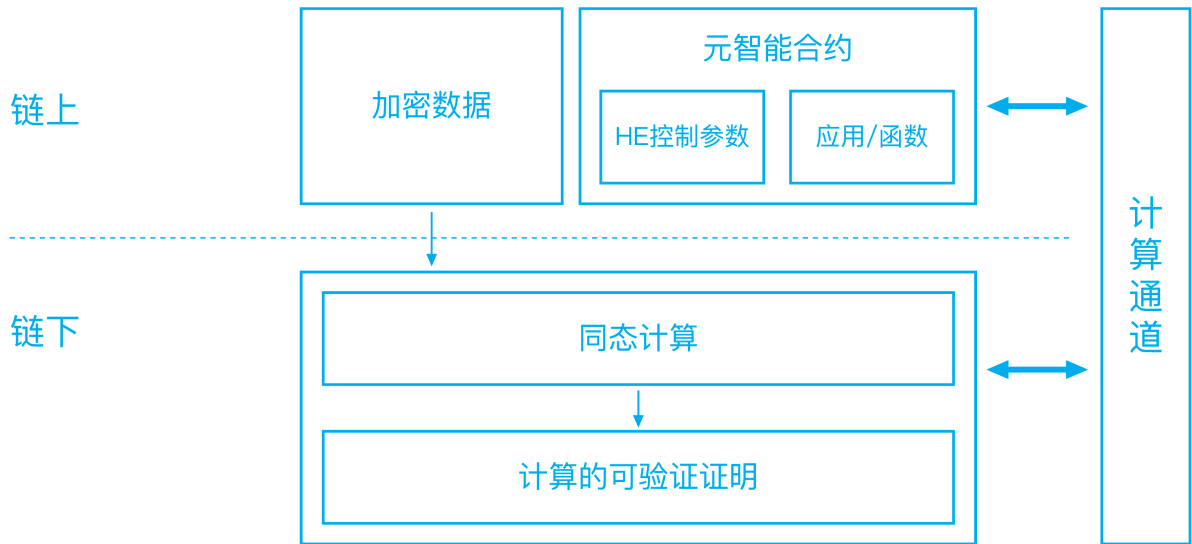 链上
加密数据
元智能合约
HE控制参数
应用/函数
计算通道
链下
同态计算
计算的可验证证明